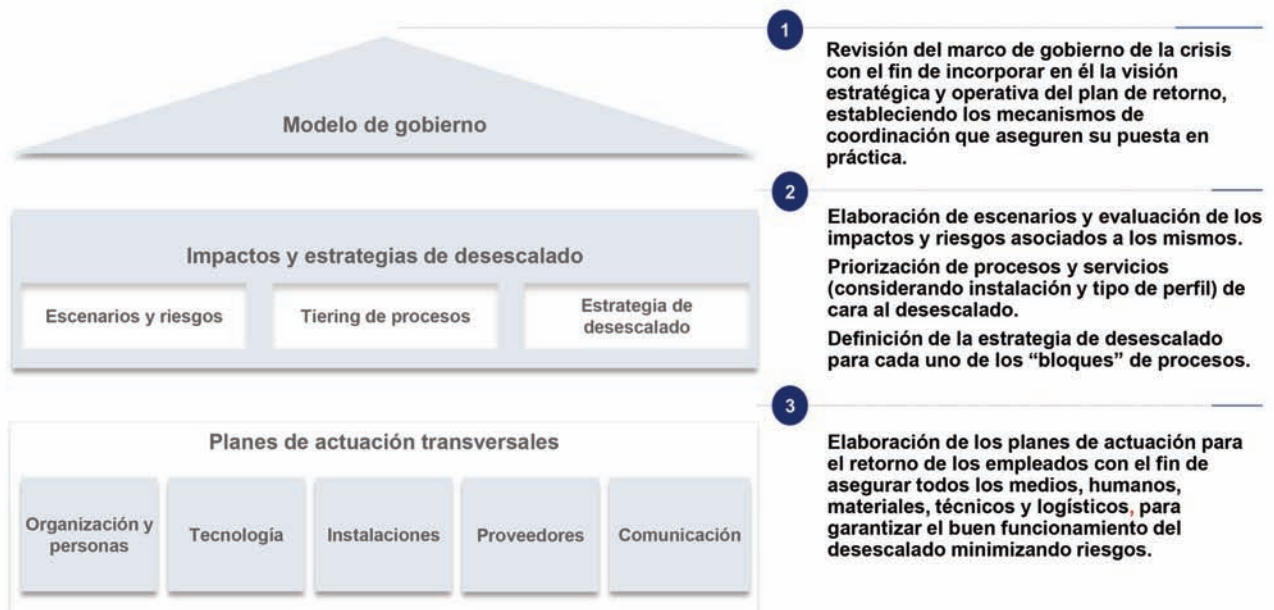 1
Revisión del marco de gobierno de la crisis
con el fin de incorporar en él la visión
estratégica y operativa del plan de retorno,
estableciendo los mecanismos de
coordinación que aseguren su puesta en
práctica.
Modelo de gobierno
2
Elaboración de escenarios y evaluación de los
impactos y riesgos asociados a los mismos.
Priorización de procesos y servicios
(considerando instalación y tipo de perfil) de
cara al desescalado.
Definición de la estrategia de desescalado
para cada uno de los “bloques” de procesos.
Impactos y estrategias de desescalado
Escenarios y riesgos
Tiering de procesos
Estrategia de
desescalado
3
Elaboración de los planes de actuación para
el retorno de los empleados con el fin de
asegurar todos los medios, humanos,
materiales, técnicos y logísticos, para
garantizar el buen funcionamiento del
desescalado minimizando riesgos.
Planes de actuación transversales
Organización y
personas
Tecnología
Instalaciones
Proveedores
Comunicación